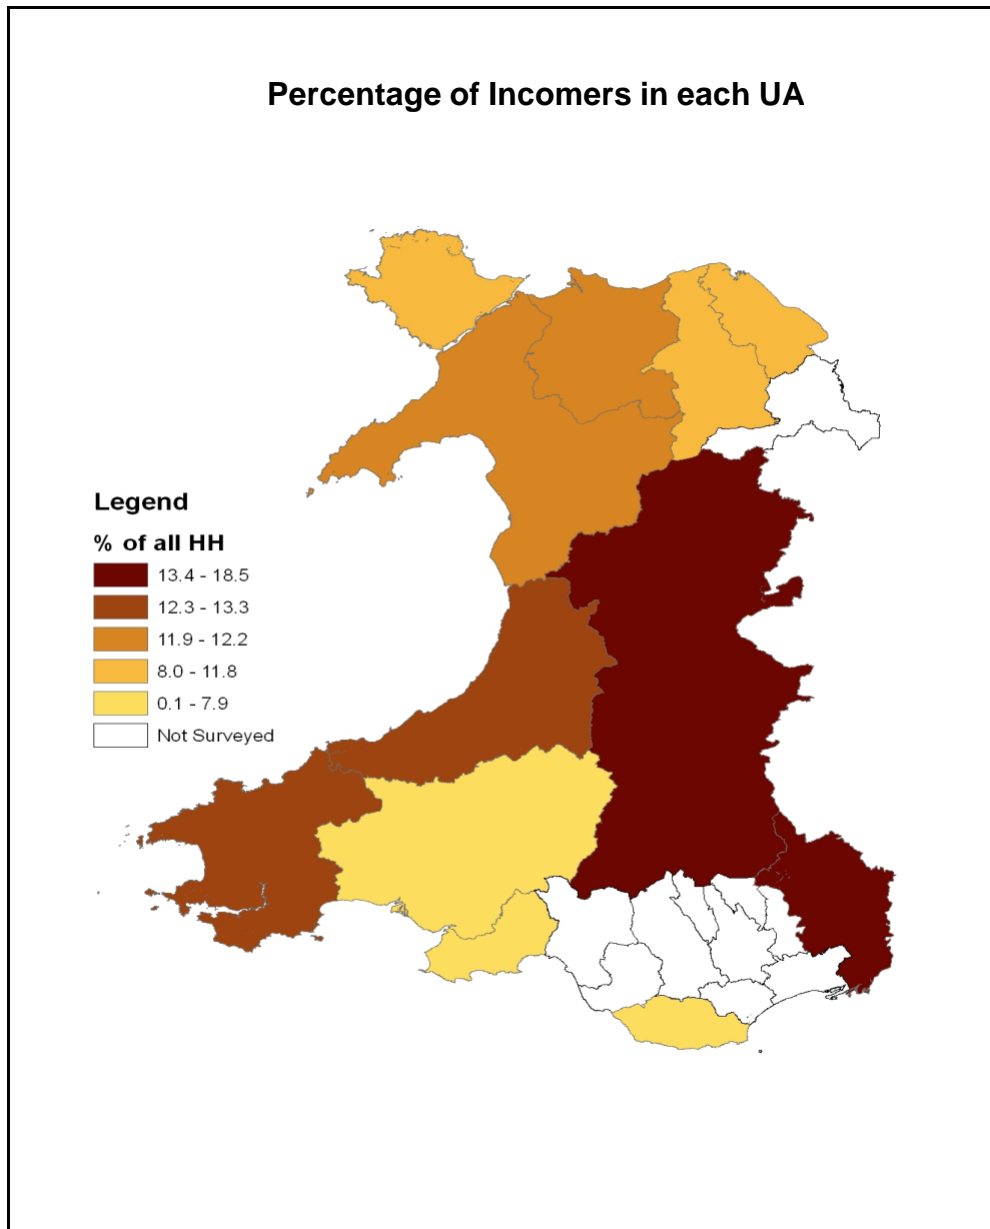 Percentage of Incomers in each UA
Legend
% of all HH
13.4 - 18.5
12.3 - 13.3
11.9 - 12.2
8.0 - 11.8
0.1 - 7.9
Not Surveyed